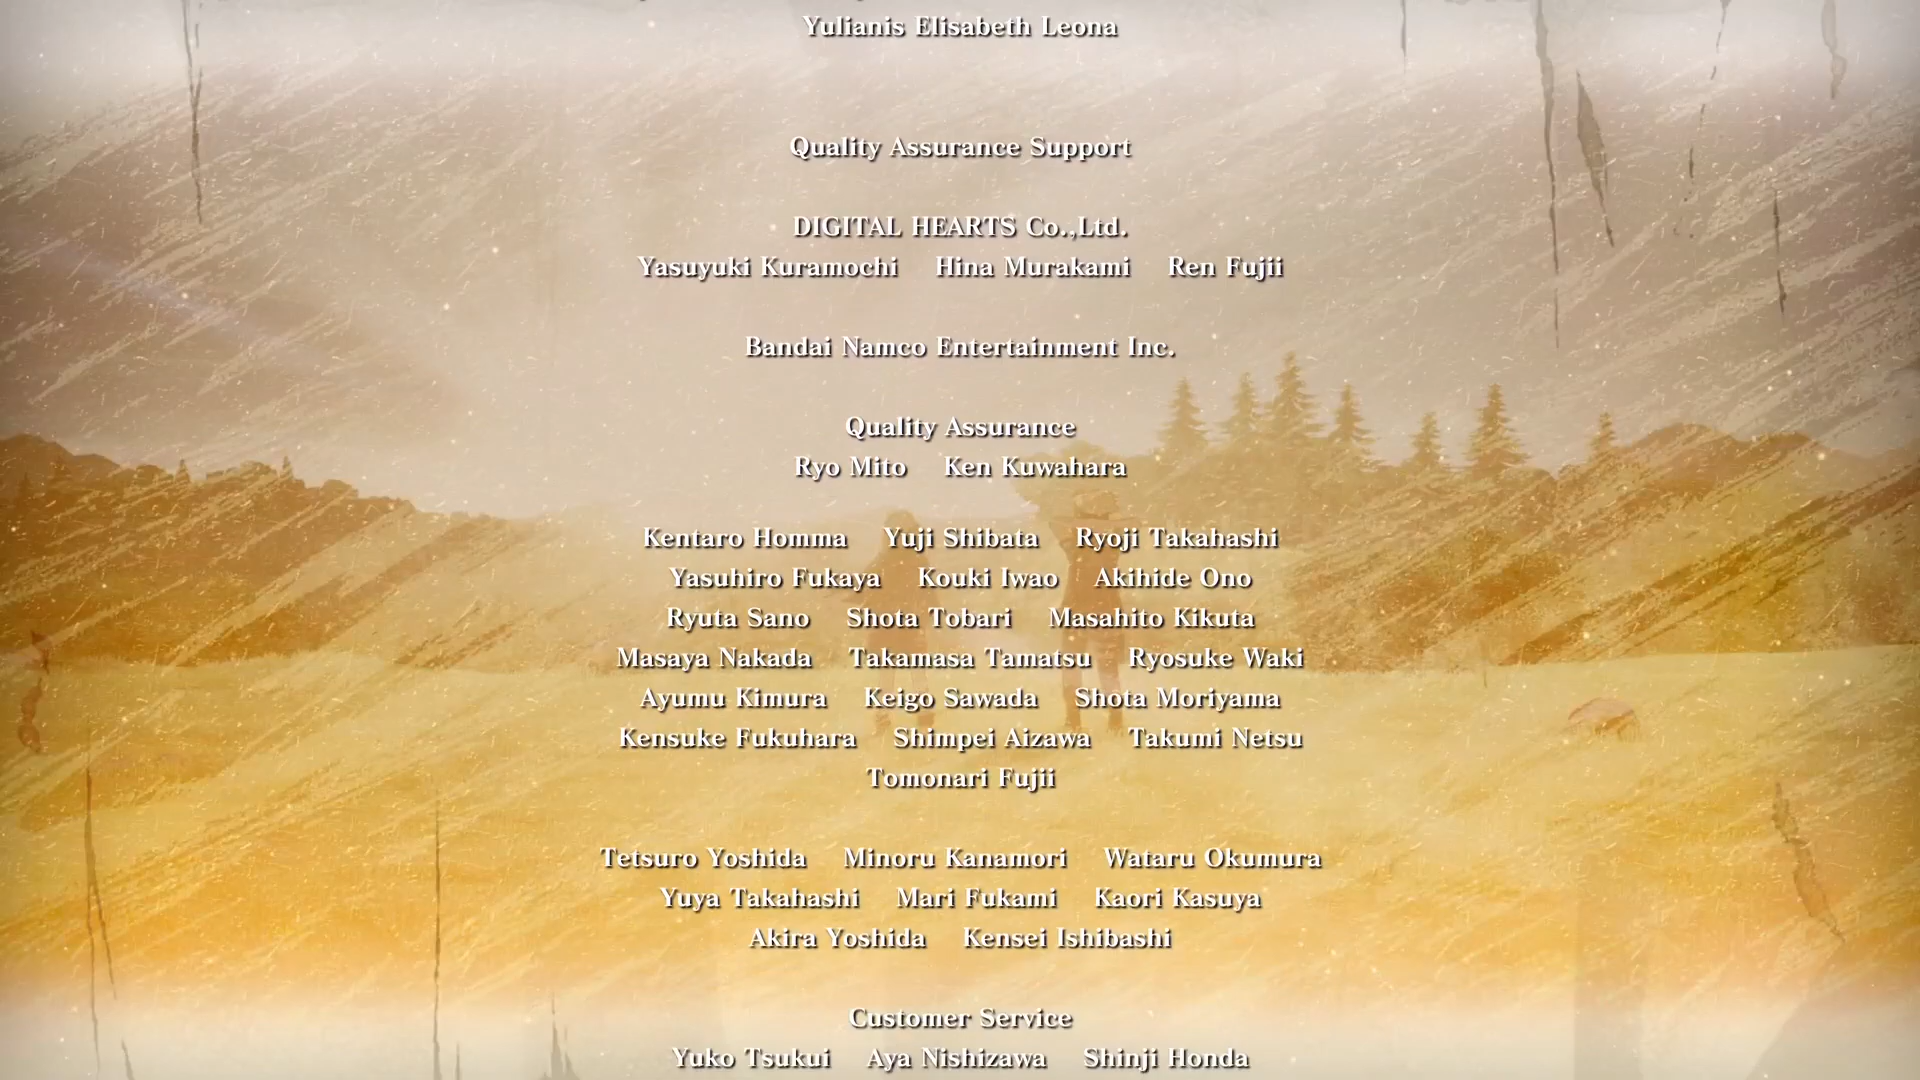 Yulianis Elisabeth Leona
Quality Assurance Support
DIGITAL HEARTS Co.,Ltd.
Yasuyuki Kuramochi Hina Murakami Ren Fujii
Bandai Namco Entertainment Inc.
Quality Assurance
Ryo Mito Ken Kuwahara
Kentaro Homma Yuji Shibata Ryoji Takahashi
Yasuhiro Fukaya Kouki Iwao Akihide Ono
Ryuta Sano Shota Tobari Masahito Kikuta
Masaya Nakada Takamasa Tamatsu Ryosuke Waki
Ayumu Kimura Keigo Sawada Shota Moriyama
Kensuke Fukuhara Shimpei Aizawa Takumi Netsu
Tomonari Fujii
Tetsuro Yoshida Minoru Kanamori Wataru Okumura
Yuya Takahashi Mari Fukami Kaori Kasuya
Akira Yoshida Kensei Ishibashi
Customer Service
Yuko Tsukui Aya Nishizawa Shinji Honda